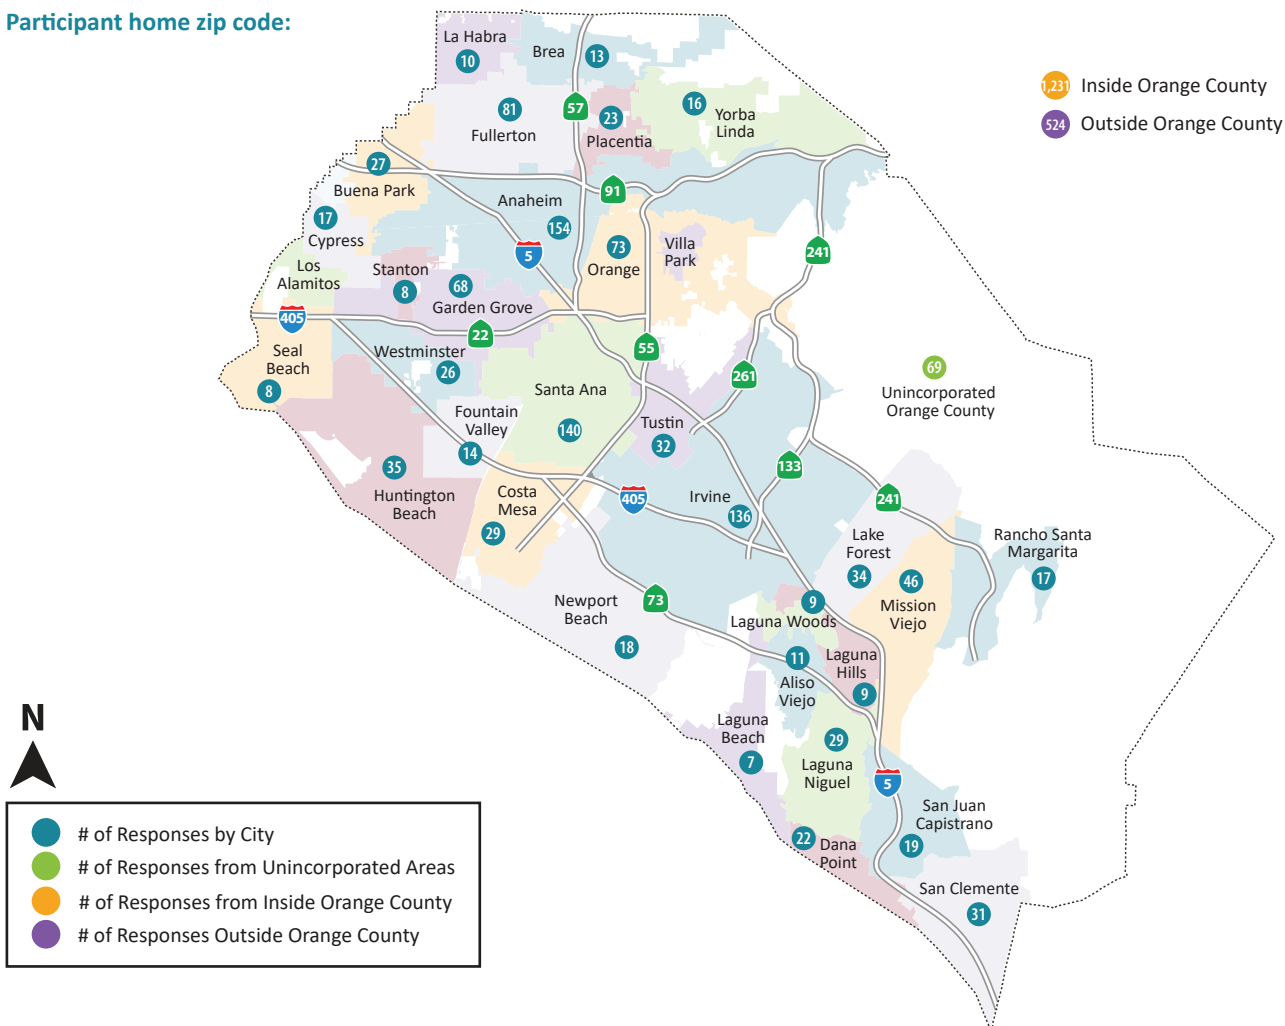 Participant home zip code:
La Habra
10
Brea
13
57
81
Fullerton
23
Placentia
16
Yorba
Linda
1,231 Inside Orange County
524 Outside Orange County
27
Buena Park
91
17
Cypress
Anaheim
154
5
73
Orange
Villa
Park
241
Los
Alamitos
Stanton
8
68
Garden Grove
405
22
55
Seal
Beach
8
Westminster
26
261
69
Unincorporated
Orange County
Santa Ana
140
Fountain
Valley
14
Tustin
32
35
Huntington
Beach
133
Costa
Mesa
29
405
Irvine
136
241
Lake
Forest
34
46
Mission
Viejo
Rancho Santa
Margarita
17
Newport
Beach
18
73
9
Laguna Woods
11
Aliso
Viejo
Laguna
Hills
9
N
Laguna
Beach
7
29
Laguna
Niguel
5
San Juan
Capistrano
19
22
Dana
Point
San Clemente
31
# of Responses by City
# of Responses from Unincorporated Areas
# of Responses from Inside Orange County
# of Responses Outside Orange County